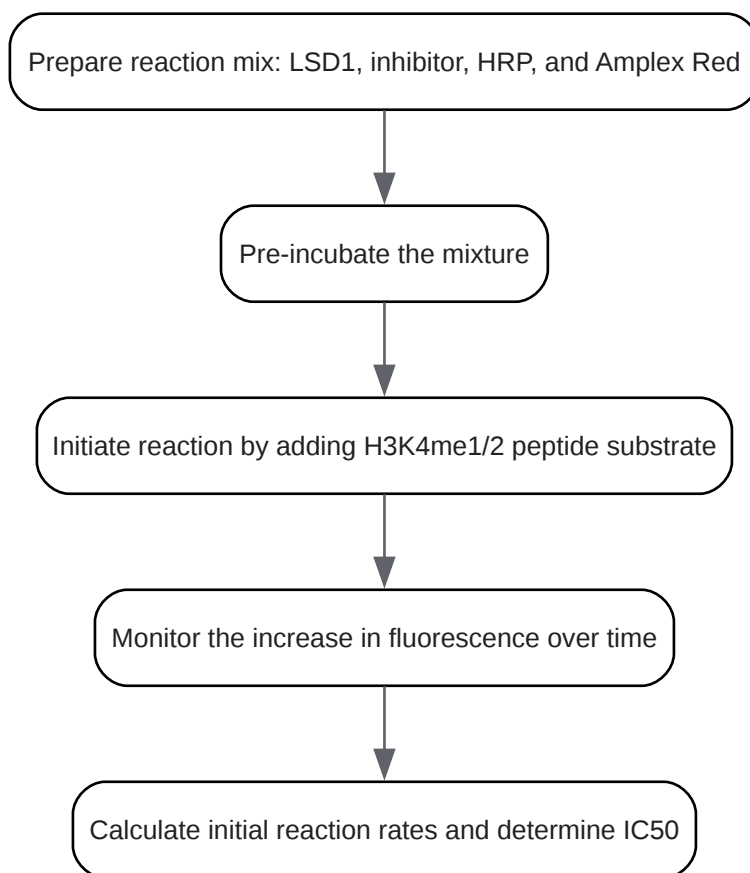 Prepare reaction mix: LSD1, inhibitor, HRP, and Amplex Red
Pre-incubate the mixture
Initiate reaction by adding H3K4me1/2 peptide substrate
Monitor the increase in fluorescence over time
Calculate initial reaction rates and determine IC50